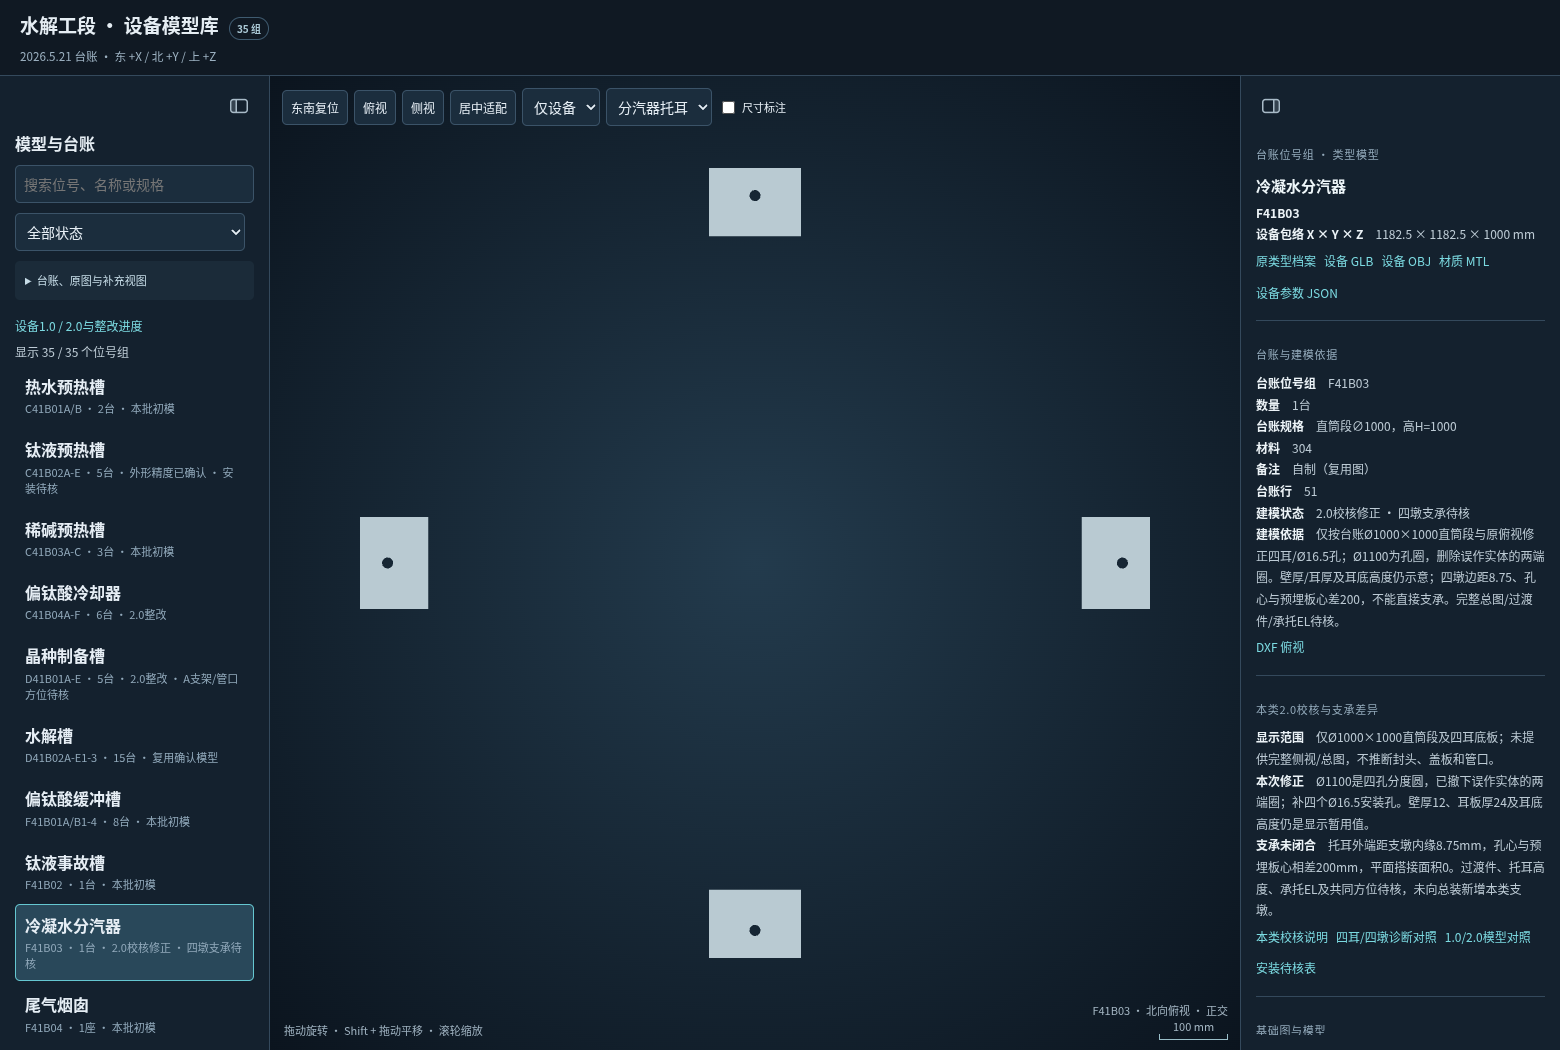 水解工段 · 设备模型库
35 组
2026.5.21 台账 · 东 +X / 北 +Y / 上 +Z
模型与台账
搜索位号、名称或规格
全部状态
▸ 台账、原图与补充视图
设备1.0 / 2.0与整改进度
显示 35 / 35 个位号组
热水预热槽
C41B01A/B · 2台 · 本批初模
钛液预热槽
C41B02A-E · 5台 · 外形精度已确认 · 安
装待核
稀碱预热槽
C41B03A-C · 3台 · 本批初模
偏钛酸冷却器
C41B04A-F · 6台 · 2.0整改
晶种制备槽
D41B01A-E · 5台 · 2.0整改 · A支架/管口
方位待核
水解槽
D41B02A-E1-3 · 15台 · 复用确认模型
偏钛酸缓冲槽
F41B01A/B1-4 · 8台 · 本批初模
钛液事故槽
F41B02 · 1台 · 本批初模
冷凝水分汽器
F41B03 · 1台 · 2.0校核修正 · 四墩支承待
核
尾气烟囱
F41B04 · 1座 · 本批初模
东南复位
俯视
侧视
居中适配
仅设备
分汽器托耳
尺寸标注
拖动旋转 · Shift + 拖动平移 · 滚轮缩放
F41B03 · 北向俯视 · 正交
100 mm
台账位号组 · 类型模型
冷凝水分汽器
F41B03
设备包络 X × Y × Z 1182.5 × 1182.5 × 1000 mm
原类型档案 设备 GLB 设备 OBJ 材质 MTL
设备参数 JSON
台账与建模依据
台账位号组 F41B03
数量 1台
台账规格 直筒段∅1000，高H=1000
材料 304
备注 自制（复用图）
台账行 51
建模状态 2.0校核修正 · 四墩支承待核
建模依据 仅按台账Ø1000×1000直筒段与原俯视修
正四耳/Ø16.5孔；Ø1100为孔圈，删除误作实体的两端
圈。壁厚/耳厚及耳底高度仍示意；四墩边距8.75、孔
心与预埋板心差200，不能直接支承。完整总图/过渡
件/承托EL待核。
DXF 俯视
本类2.0校核与支承差异
显示范围 仅Ø1000×1000直筒段及四耳底板；未提
供完整侧视/总图，不推断封头、盖板和管口。
本次修正 Ø1100是四孔分度圆，已撤下误作实体的两
端圈；补四个Ø16.5安装孔。壁厚12、耳板厚24及耳底
高度仍是显示暂用值。
支承未闭合 托耳外端距支墩内缘8.75mm，孔心与预
埋板心相差200mm，平面搭接面积0。过渡件、托耳高
度、承托EL及共同方位待核，未向总装新增本类支
墩。
本类校核说明 四耳/四墩诊断对照 1.0/2.0模型对照
安装待核表
基础图与模型